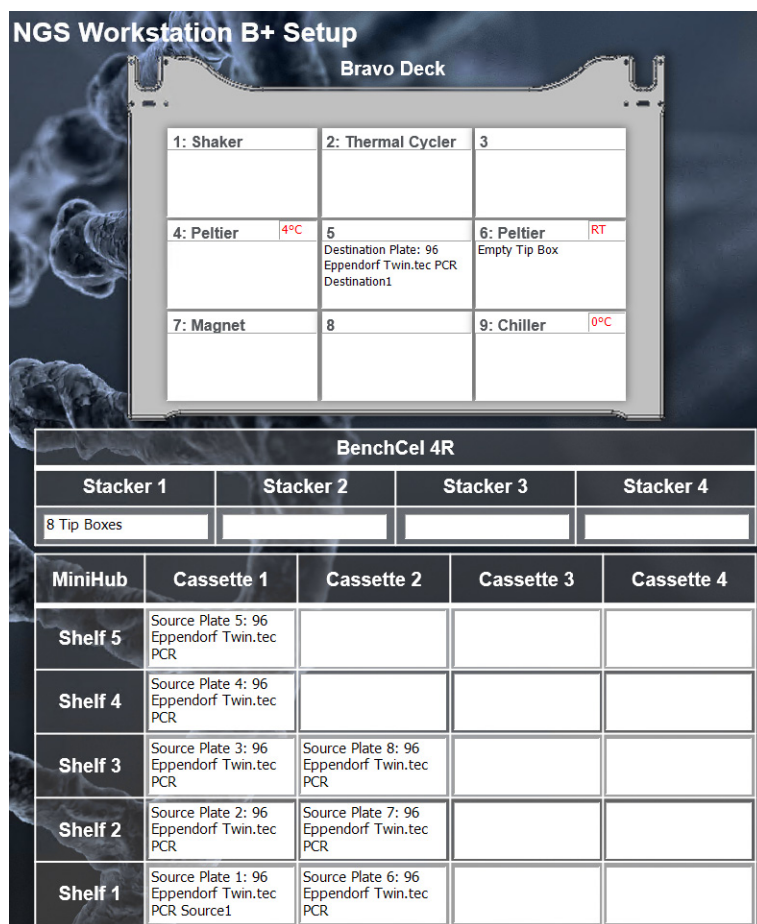 NGS Workstation B+ Setup
Bravo Deck
1: Shaker
2: Thermal Cycler
3
4: Peltier
4°C
5
Destination Plate: 96
Eppendorf Twin.tec PCR
Destination1
6: Peltier
RT
Empty Tip Box
7: Magnet
8
9: Chiller
0°C
BenchCel 4R
Stacker 1
Stacker 2
Stacker 3
Stacker 4
8 Tip Boxes
MiniHub
Cassette 1
Cassette 2
Cassette 3
Cassette 4
Shelf 5
Source Plate 5: 96
Eppendorf Twin.tec
PCR
Shelf 4
Source Plate 4: 96
Eppendorf Twin.tec
PCR
Shelf 3
Source Plate 3: 96
Eppendorf Twin.tec
PCR
Source Plate 8: 96
Eppendorf Twin.tec
PCR
Shelf 2
Source Plate 2: 96
Eppendorf Twin.tec
PCR
Source Plate 7: 96
Eppendorf Twin.tec
PCR
Shelf 1
Source Plate 1: 96
Eppendorf Twin.tec
PCR Source1
Source Plate 6: 96
Eppendorf Twin.tec
PCR